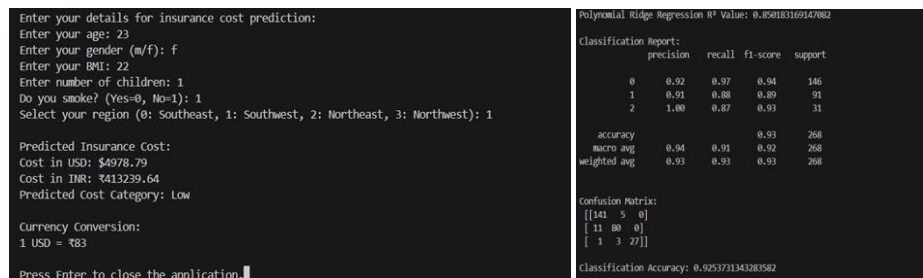 Enter your details for insurance cost prediction:
Enter your age: 23
Enter your gender (m/f): f
Enter your BMI: 22
Enter number of children: 1
Do you smoke? (Yes=0, No=1): 1
Select your region (0: Southeast, 1: Southwest, 2: Northeast, 3: Northwest): 1
Predicted Insurance Cost:
Cost in USD: $4978.79
Cost in INR: ₹413239.64
Predicted Cost Category: Low
Currency Conversion:
1 USD = ₹83
Press Enter to close the application.
Polynomial Ridge Regression R² Value: 0.850183169147082
Classification Report:
precision recall f1-score support
0 0.92 0.97 0.94 146
1 0.91 0.88 0.89 91
2 1.00 0.87 0.93 31
accuracy 0.93 268
macro avg 0.94 0.91 0.92 268
weighted avg 0.93 0.93 0.93 268
Confusion Matrix:
[[141 5 0]
[ 11 80 0]
[ 1 3 27]]
Classification Accuracy: 0.9253731343283582